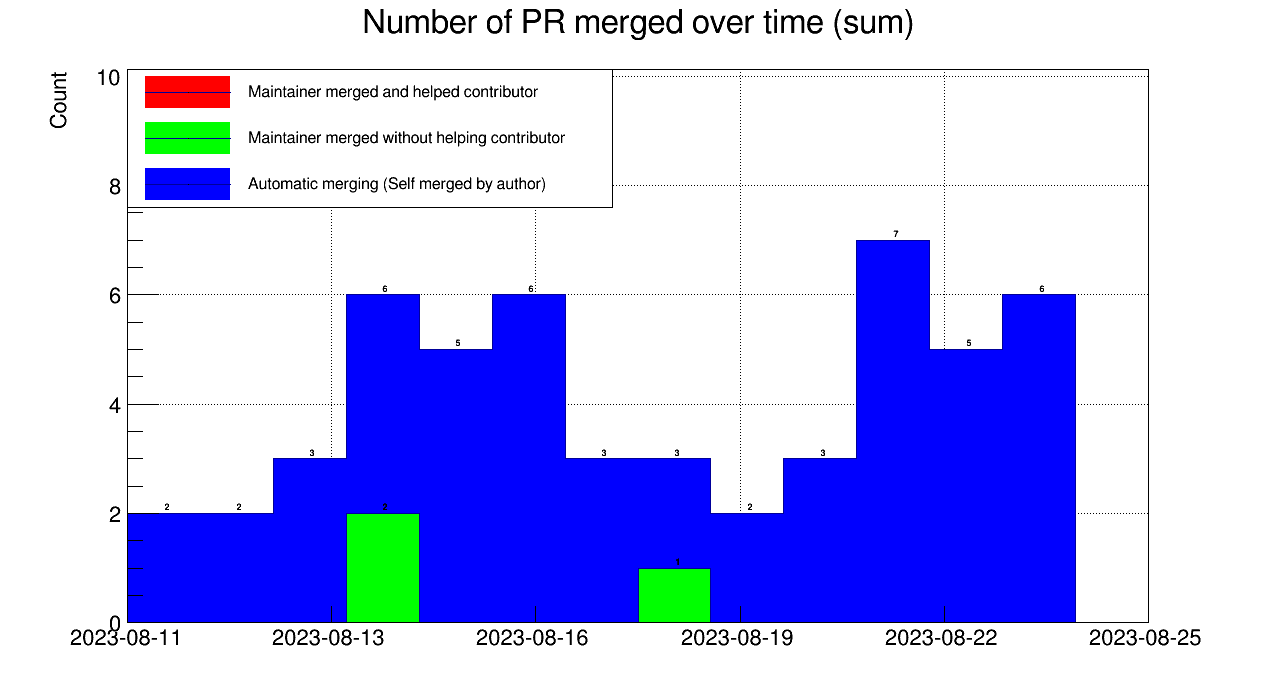 Number of PR merged over time (sum)
Count
10
Maintainer merged and helped contributor
Maintainer merged without helping contributor
8
Automatic merging (Self merged by author)
7
6
6 6 6
5 5
4
3 3 3 3
2
2 2 2 2
1
0
2023-08-11 2023-08-13 2023-08-16 2023-08-19 2023-08-22 2023-08-25